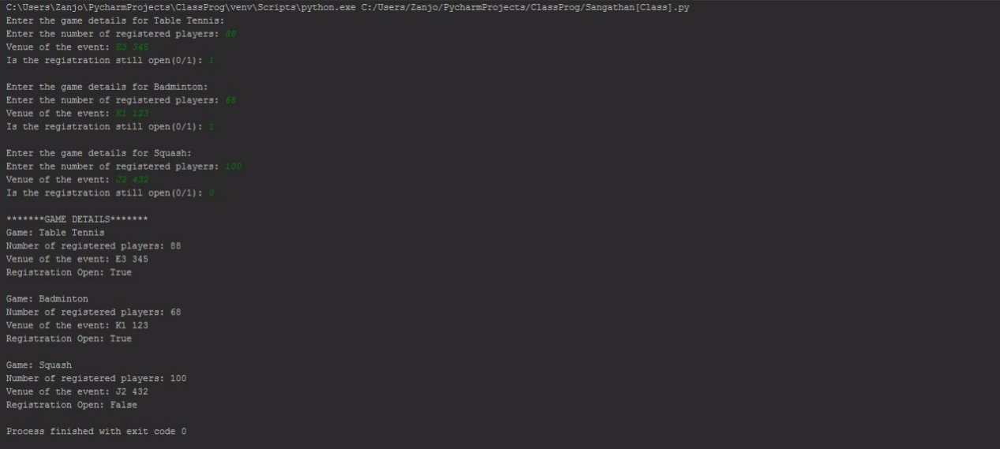 C:\Users\Zanjo\PycharmProjects\ClassProg\venv\Scripts\python.exe C:/Users/Zanjo/PycharmProjects/ClassProg/Sangathan[Class].py
Enter the game details for Table Tennis:
Enter the number of registered players: 88
Venue of the event: E3 345
Is the registration still open(0/1): 1
Enter the game details for Badminton:
Enter the number of registered players: 68
Venue of the event: K1 123
Is the registration still open(0/1): 1
Enter the game details for Squash:
Enter the number of registered players: 100
Venue of the event: J2 432
Is the registration still open(0/1): 0
*******GAME DETAILS*******
Game: Table Tennis
Number of registered players: 88
Venue of the event: E3 345
Registration Open: True
Game: Badminton
Number of registered players: 68
Venue of the event: K1 123
Registration Open: True
Game: Squash
Number of registered players: 100
Venue of the event: J2 432
Registration Open: False
Process finished with exit code 0